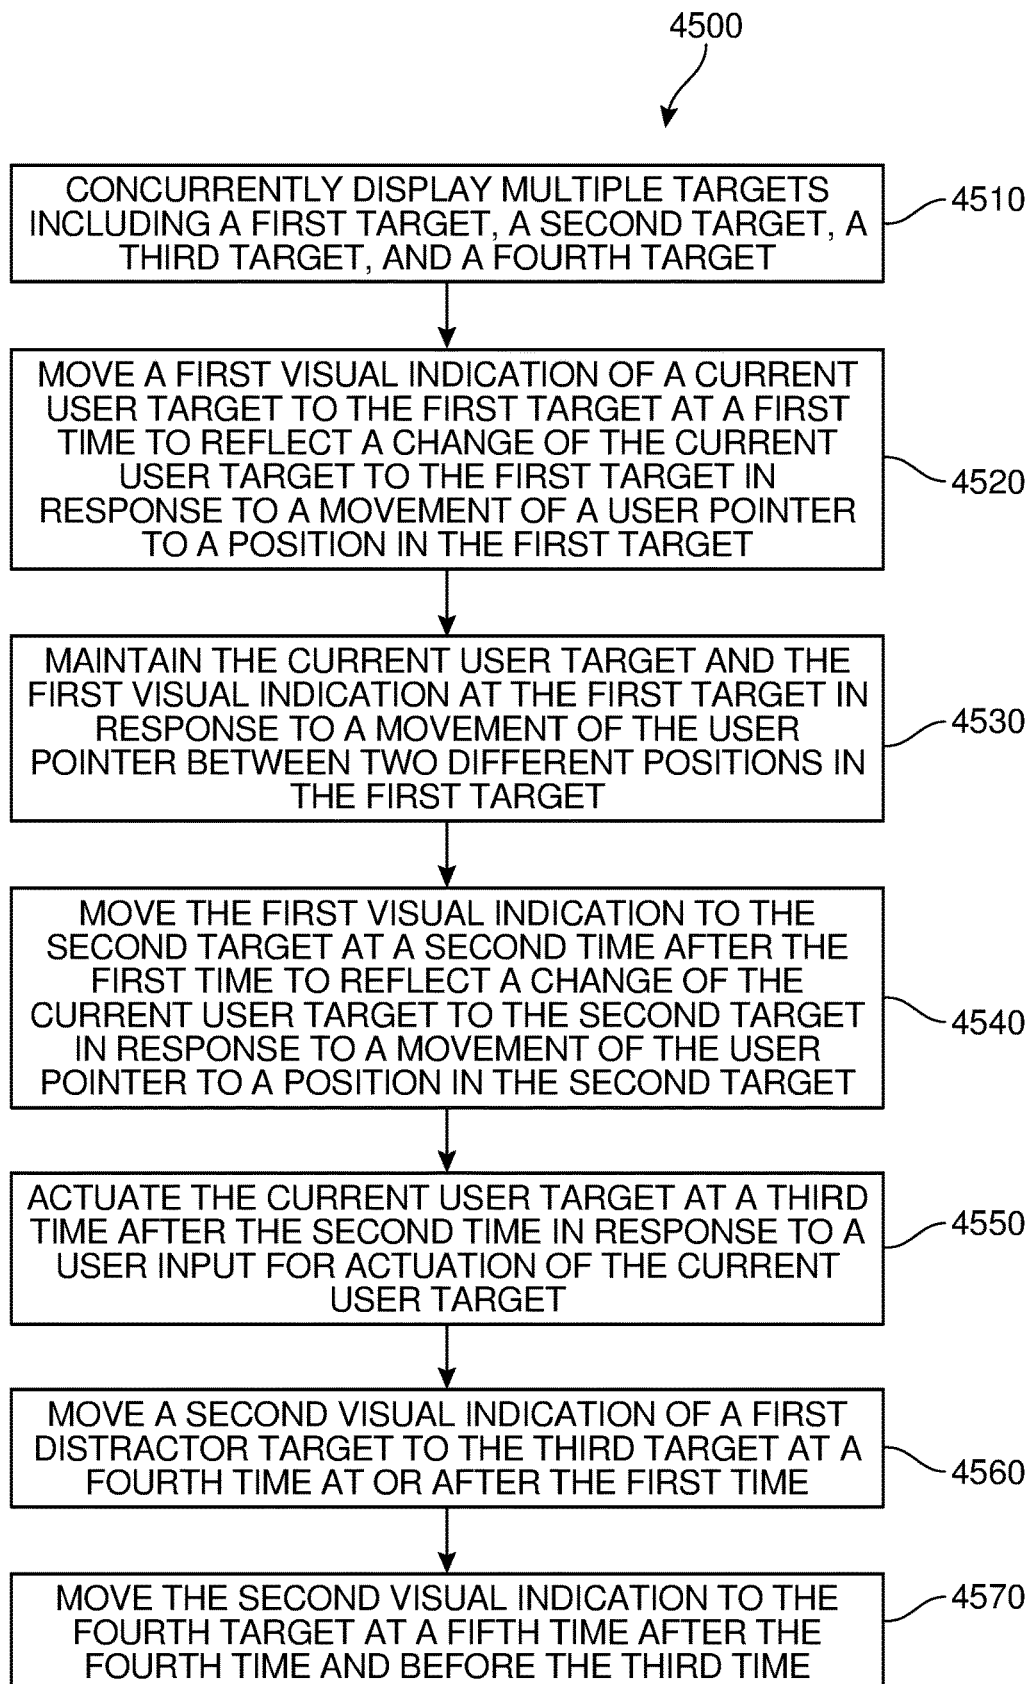 4500
CONCURRENTLY DISPLAY MULTIPLE TARGETS
INCLUDING A FIRST TARGET, A SECOND TARGET, A
THIRD TARGET, AND A FOURTH TARGET
4510
MOVE A FIRST VISUAL INDICATION OF A CURRENT
USER TARGET TO THE FIRST TARGET AT A FIRST
TIME TO REFLECT A CHANGE OF THE CURRENT
USER TARGET TO THE FIRST TARGET IN
RESPONSE TO A MOVEMENT OF A USER POINTER
TO A POSITION IN THE FIRST TARGET
4520
MAINTAIN THE CURRENT USER TARGET AND THE
FIRST VISUAL INDICATION AT THE FIRST TARGET IN
RESPONSE TO A MOVEMENT OF THE USER
POINTER BETWEEN TWO DIFFERENT POSITIONS IN
THE FIRST TARGET
4530
MOVE THE FIRST VISUAL INDICATION TO THE
SECOND TARGET AT A SECOND TIME AFTER THE
FIRST TIME TO REFLECT A CHANGE OF THE
CURRENT USER TARGET TO THE SECOND TARGET
IN RESPONSE TO A MOVEMENT OF THE USER
POINTER TO A POSITION IN THE SECOND TARGET
4540
ACTUATE THE CURRENT USER TARGET AT A THIRD
TIME AFTER THE SECOND TIME IN RESPONSE TO A
USER INPUT FOR ACTUATION OF THE CURRENT
USER TARGET
4550
MOVE A SECOND VISUAL INDICATION OF A FIRST
DISTRACTOR TARGET TO THE THIRD TARGET AT A
FOURTH TIME AT OR AFTER THE FIRST TIME
4560
MOVE THE SECOND VISUAL INDICATION TO THE
FOURTH TARGET AT A FIFTH TIME AFTER THE
FOURTH TIME AND BEFORE THE THIRD TIME
4570